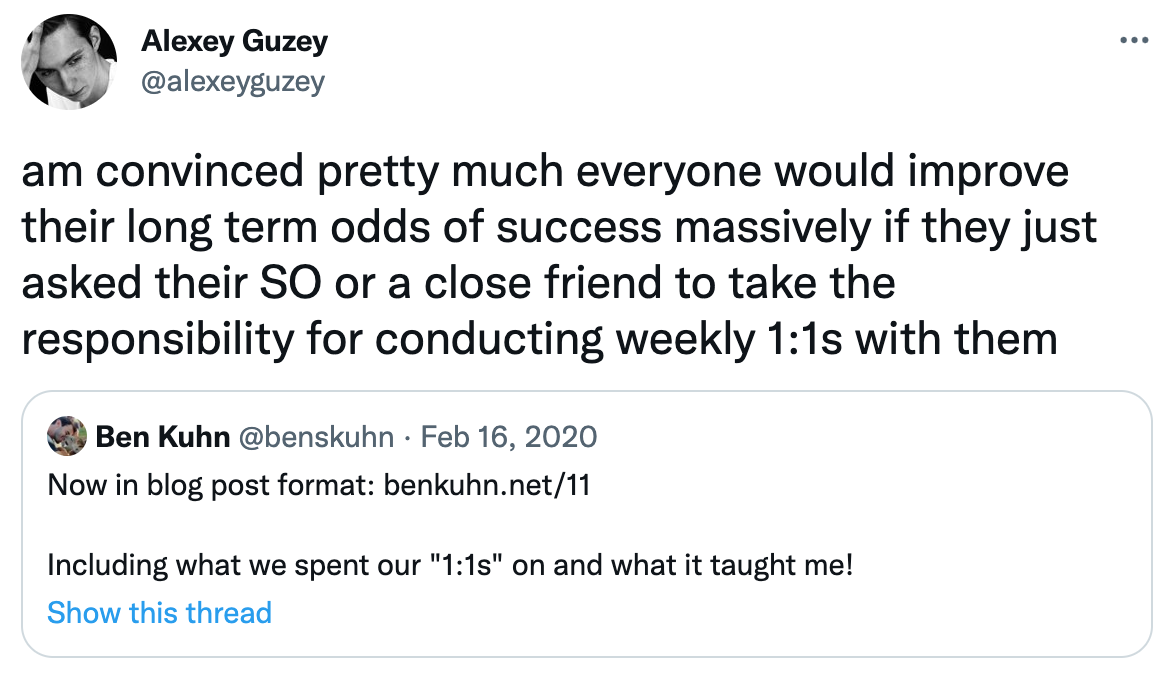 Alexey Guzey
@alexeyguzey
am convinced pretty much everyone would improve
their long term odds of success massively if they just
asked their SO or a close friend to take the
responsibility for conducting weekly 1:1s with them
Ben Kuhn @benskuhn · Feb 16, 2020
Now in blog post format: benkuhn.net/11
Including what we spent our "1:1s" on and what it taught me!
Show this thread